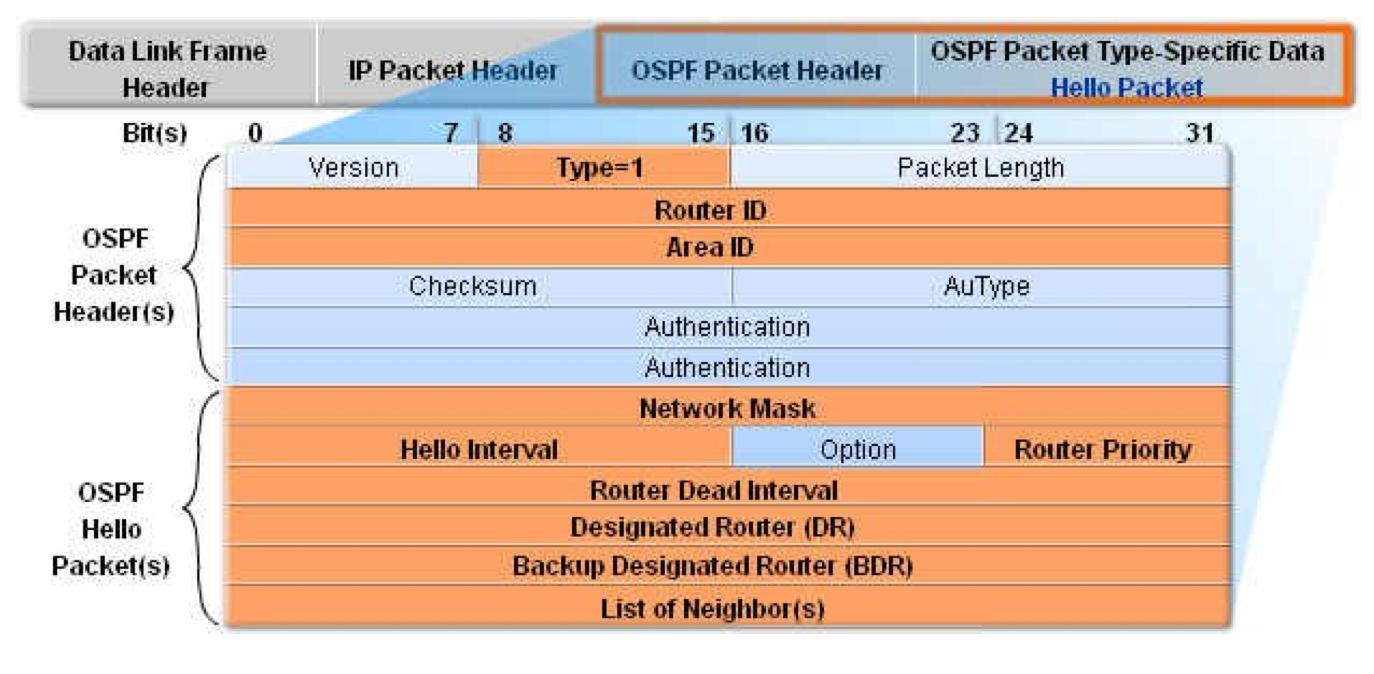 Data Link Frame Header
IP Packet Header
OSPF Packet Header
OSPF Packet Type-Specific Data
Hello Packet
Bit(s) 0 7 8 15 16 23 24 31
OSPF Packet Header(s)
Version Type=1 Packet Length
Router ID
Area ID
Checksum AuType
Authentication
Authentication
OSPF Hello Packet(s)
Network Mask
Hello Interval Option Router Priority
Router Dead Interval
Designated Router (DR)
Backup Designated Router (BDR)
List of Neighbor(s)